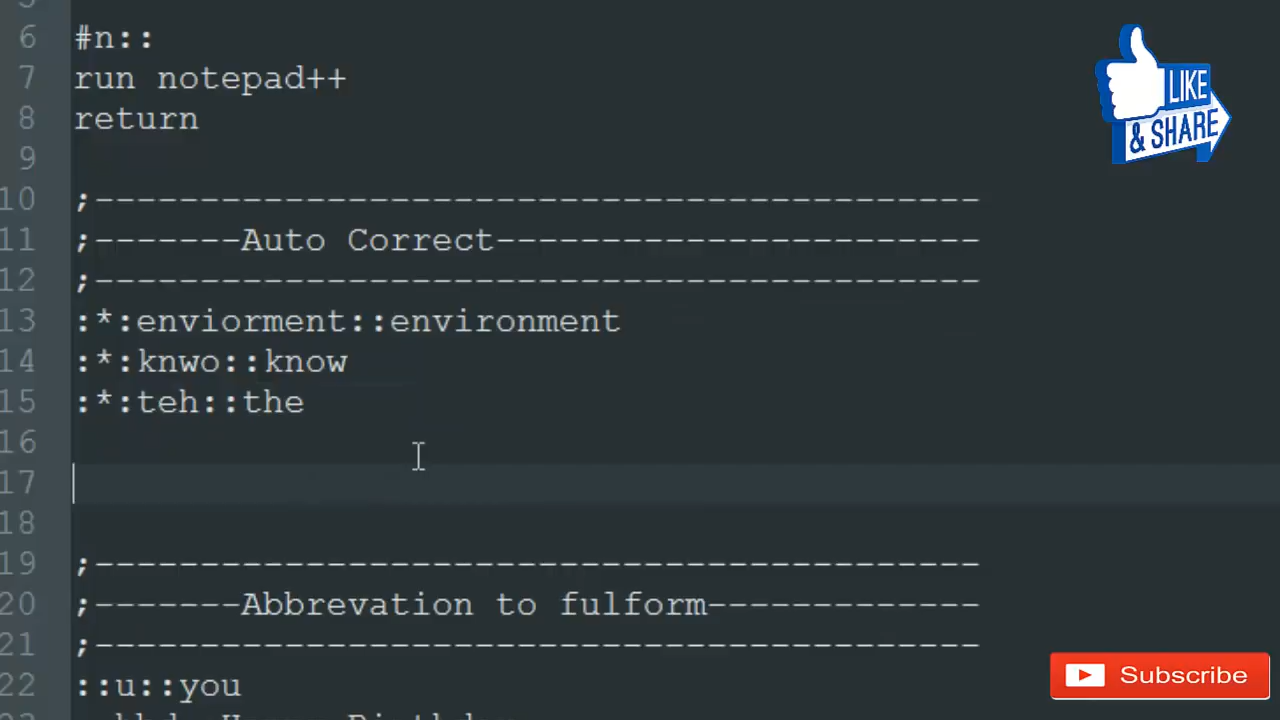 6 #n::
7 run notepad++
8 return
9
10 ;------------------------------------------
11 ;-------Auto Correct-----------------------
12 ;------------------------------------------
13 :*:enviorment::environment
14 :*:knwo::know
15 :*:teh::the
16
17
18
19 ;------------------------------------------
20 ;-------Abbrevation to fulform-------------
21 ;------------------------------------------
22 ::u::you
LIKE
& SHARE
Subscribe